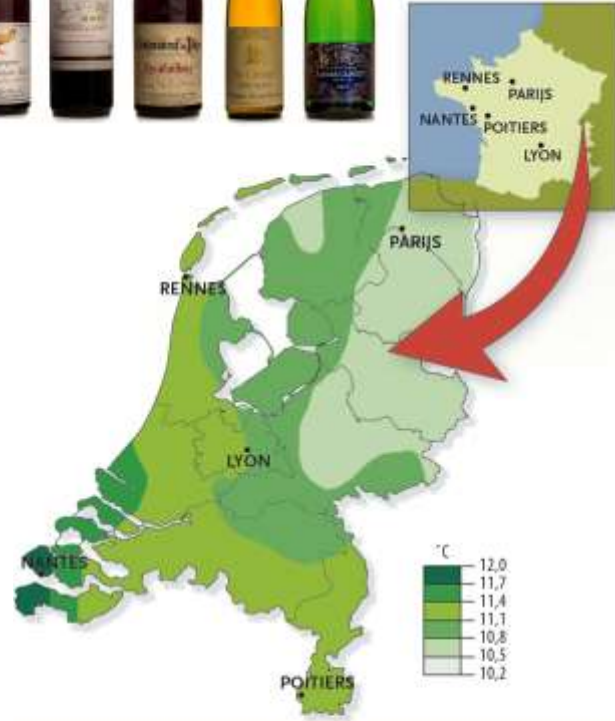 RENNES
PARIJS
NANTES
POITIERS
LYON
PARIJS
RENNES
LYON
NANTES
POITIERS
°C
12,0
11,7
11,4
11,1
10,8
10,5
10,2